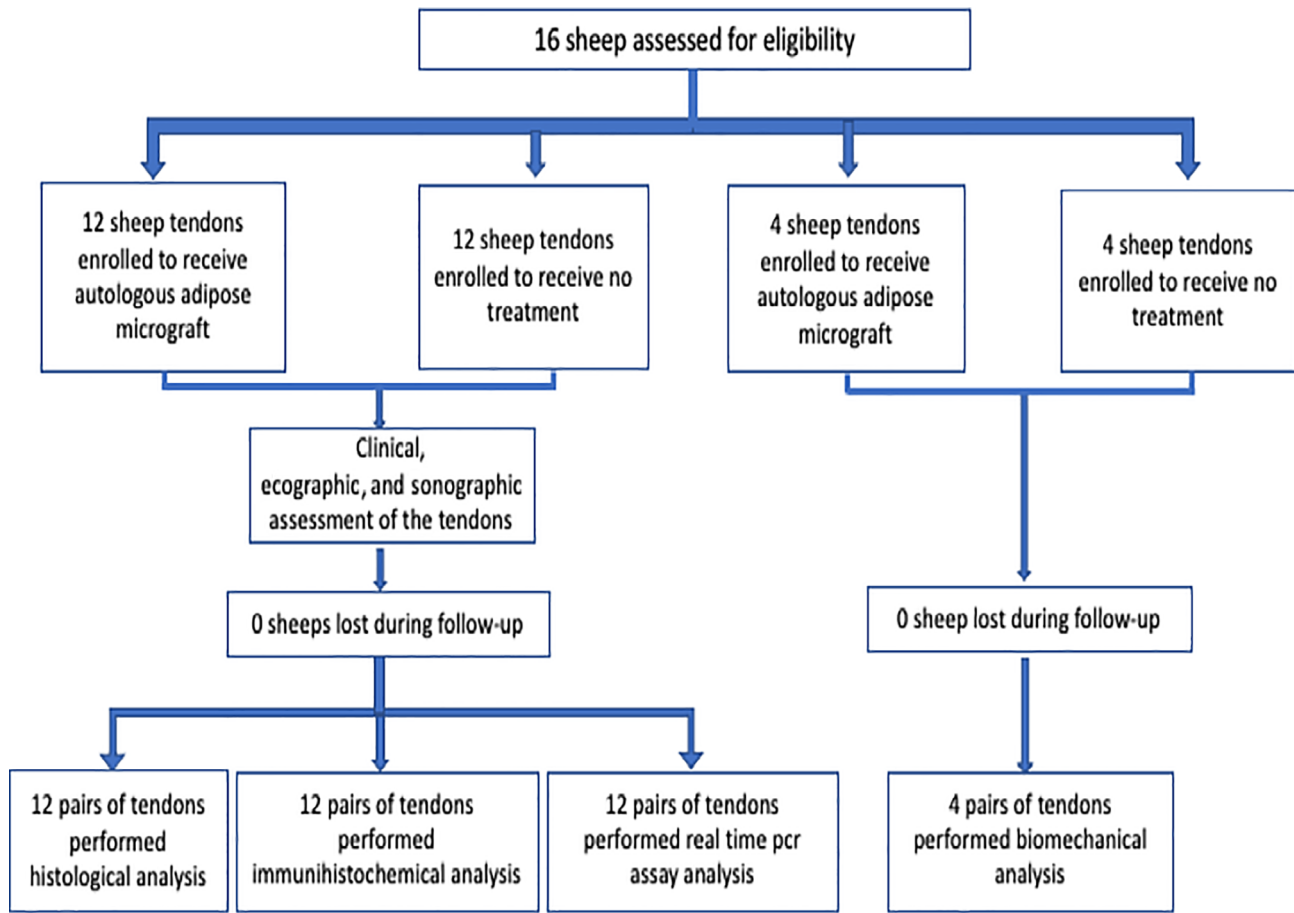 16 sheep assessed for eligibility
12 sheep tendons
enrolled to receive
autologous adipose
micrograft
12 sheep tendons
enrolled to receive no
treatment
4 sheep tendons
enrolled to receive
autologous adipose
micrograft
4 sheep tendons
enrolled to receive no
treatment
Clinical,
ecographic, and sonographic
assessment of the tendons
0 sheeps lost during follow-up
0 sheep lost during follow-up
12 pairs of tendons
performed
histological analysis
12 pairs of tendons
performed
immunihistochemical analysis
12 pairs of tendons
performed real time pcr
assay analysis
4 pairs of tendons
performed biomechanical
analysis